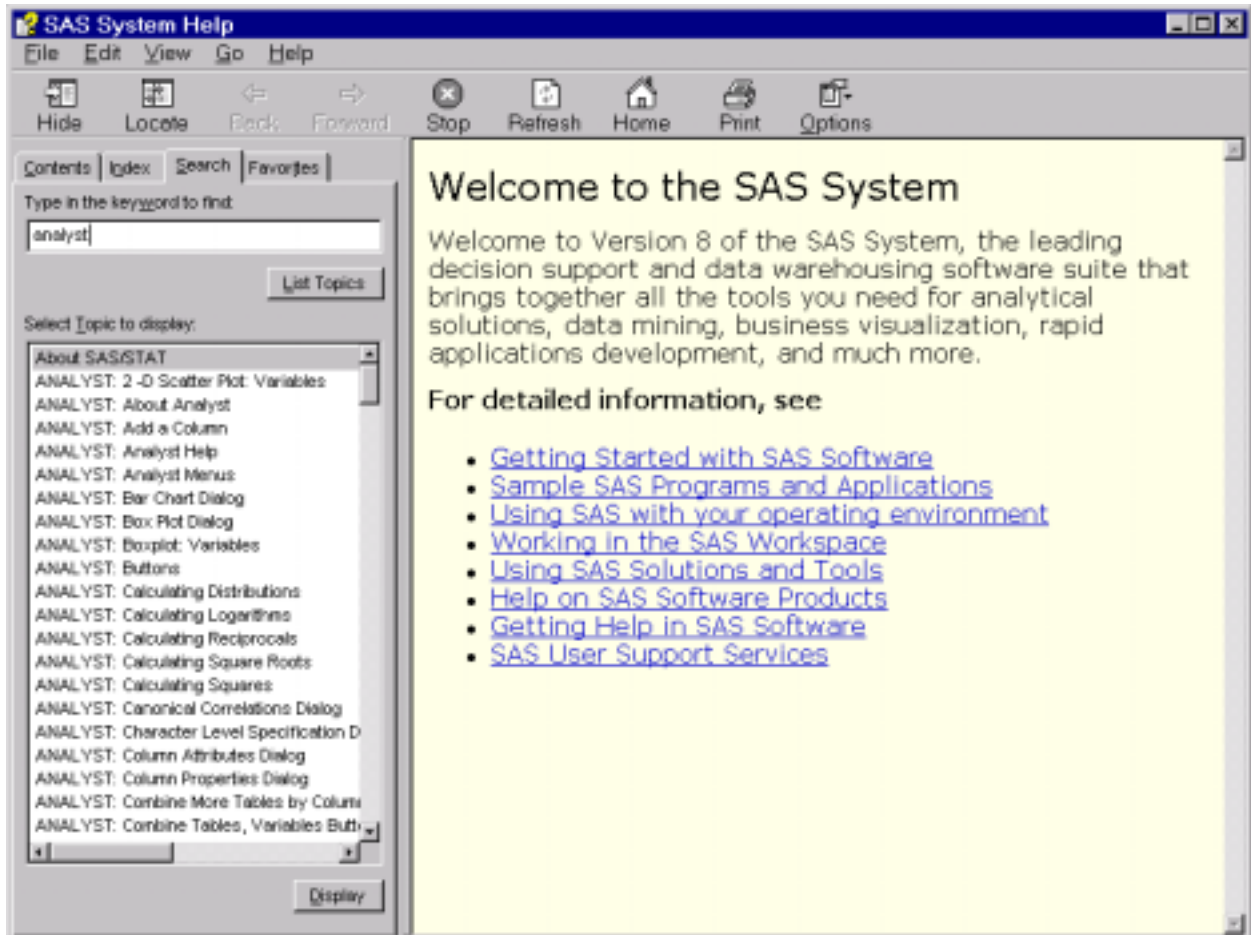 SAS System Help
File Edit View Go Help
Hide Locate Back Forward Stop Refresh Home Print Options
Contents Index Search Favorites
Type in the keyword to find:
analyst
List Topics
Select Topic to display:
About SAS/STAT
ANALYST: 2 -D Scatter Plot: Variables
ANALYST: About Analyst
ANALYST: Add a Column
ANALYST: Analyst Help
ANALYST: Analyst Menus
ANALYST: Bar Chart Dialog
ANALYST: Box Plot Dialog
ANALYST: Boxplot: Variables
ANALYST: Buttons
ANALYST: Calculating Distributions
ANALYST: Calculating Logarithms
ANALYST: Calculating Reciprocals
ANALYST: Calculating Square Roots
ANALYST: Calculating Squares
ANALYST: Canonical Correlations Dialog
ANALYST: Character Level Specification D
ANALYST: Column Attributes Dialog
ANALYST: Column Properties Dialog
ANALYST: Combine More Tables by Colum
ANALYST: Combine Tables, Variables Butt
Display
Welcome to the SAS System
Welcome to Version 8 of the SAS System, the leading
decision support and data warehousing software suite that
brings together all the tools you need for analytical
solutions, data mining, business visualization, rapid
applications development, and much more.
For detailed information, see
• Getting Started with SAS Software
• Sample SAS Programs and Applications
• Using SAS with your operating environment
• Working in the SAS Workspace
• Using SAS Solutions and Tools
• Help on SAS Software Products
• Getting Help in SAS Software
• SAS User Support Services